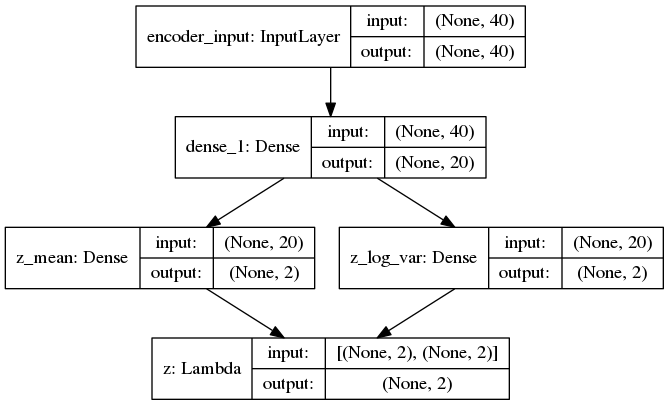 encoder_input: InputLayer
input: (None, 40)
output: (None, 40)
dense_1: Dense
input: (None, 40)
output: (None, 20)
z_mean: Dense
input: (None, 20)
output: (None, 2)
z_log_var: Dense
input: (None, 20)
output: (None, 2)
z: Lambda
input: [(None, 2), (None, 2)]
output: (None, 2)